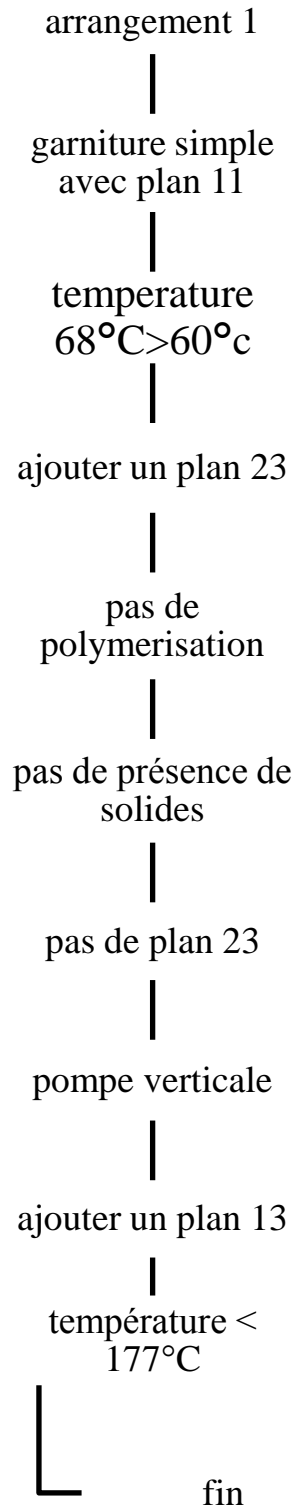 arrangement 1
garniture simple
avec plan 11
temperature
68°C>60°c
ajouter un plan 23
pas de
polymerisation
pas de présence de
solides
pas de plan 23
pompe verticale
ajouter un plan 13
température <
177°C
fin